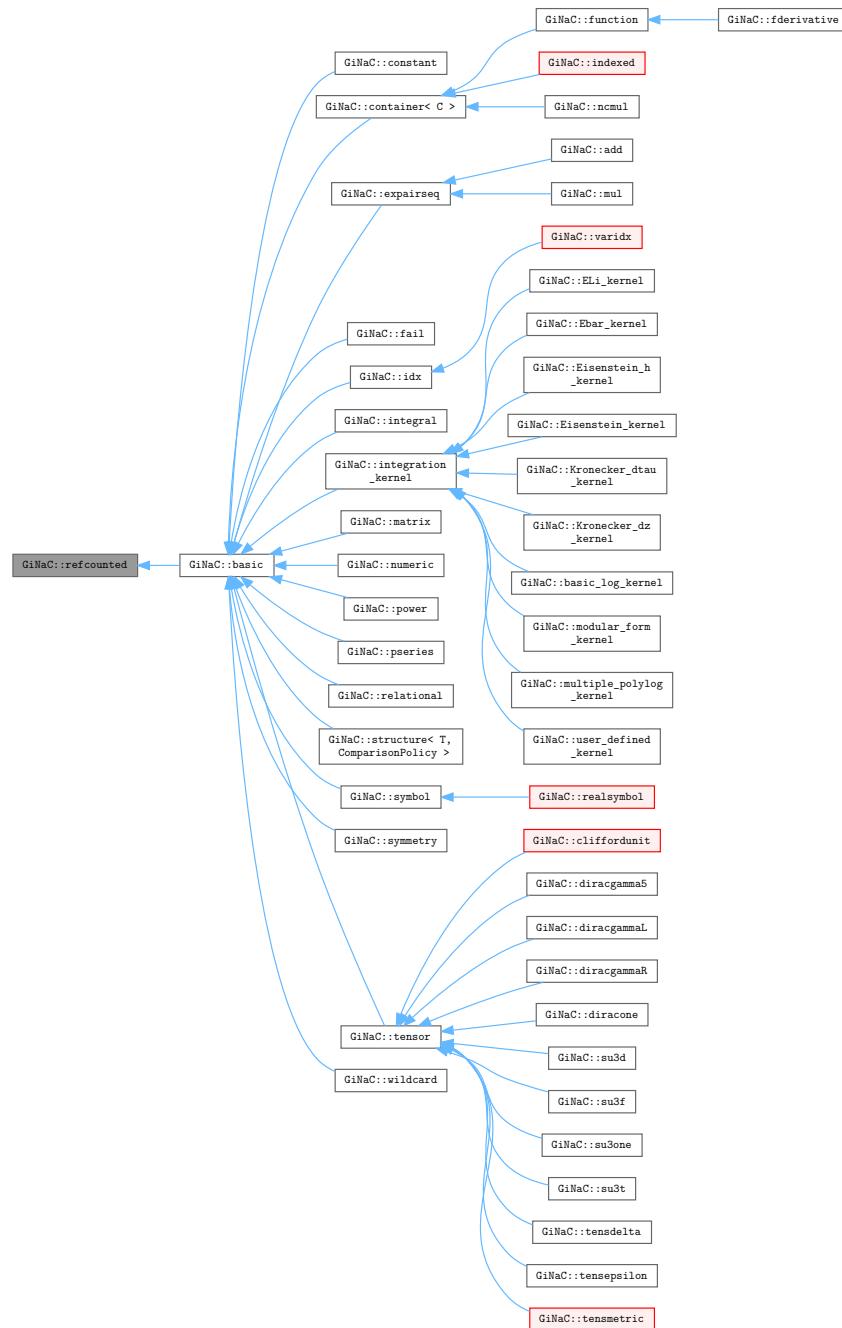 GiNaC::function
GiNaC::fderivative
GiNaC::constant
GiNaC::indexed
GiNaC::container< C >
GiNaC::ncmul
GiNaC::add
GiNaC::expairseq
GiNaC::mul
GiNaC::varidx
GiNaC::ELi_kernel
GiNaC::Ebar_kernel
GiNaC::fail
GiNaC::Eisenstein_h
_kernel
GiNaC::idx
GiNaC::integral
GiNaC::Eisenstein_kernel
GiNaC::integration
_kernel
GiNaC::Kronecker_dtau
_kernel
GiNaC::matrix
GiNaC::Kronecker_dz
_kernel
GiNaC::refcounted
GiNaC::basic
GiNaC::numeric
GiNaC::basic_log_kernel
GiNaC::power
GiNaC::modular_form
_kernel
GiNaC::pseries
GiNaC::relational
GiNaC::multiple_polylog
_kernel
GiNaC::structure< T,
ComparisonPolicy >
GiNaC::user_defined
_kernel
GiNaC::symbol
GiNaC::realsymbol
GiNaC::symmetry
GiNaC::cliffordunit
GiNaC::diracgamma5
GiNaC::diracgammaL
GiNaC::diracgammaR
GiNaC::diracone
GiNaC::tensor
GiNaC::su3d
GiNaC::wildcard
GiNaC::su3f
GiNaC::su3one
GiNaC::su3t
GiNaC::tensdelta
GiNaC::tensepsilon
GiNaC::tensmetric